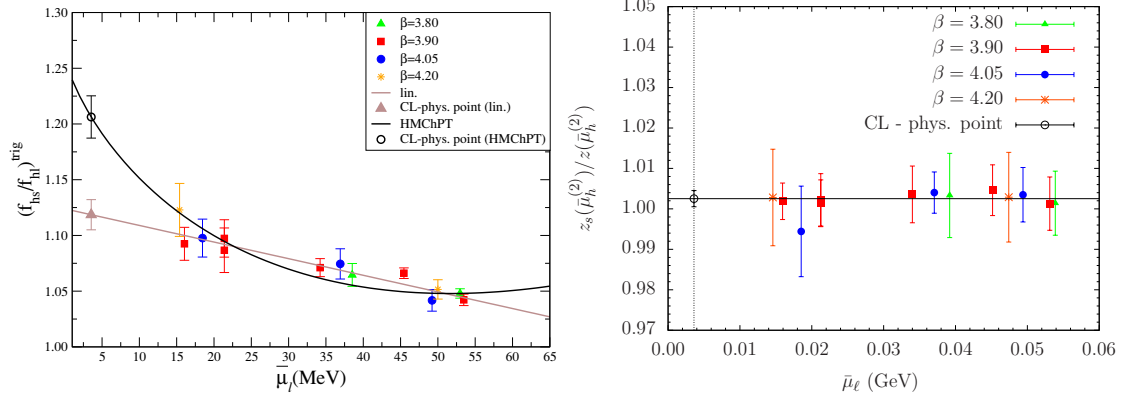 β=3.80
β=3.90
β=4.05
β=4.20
lin.
CL-phys. point (lin.)
HMChPT
CL-phys. point (HMChPT)
1.25
1.20
1.15
1.10
1.05
1.00
(f_hs/f_hl)^trig
5 10 15 20 25 30 35 40 45 50 55 60 65
μ̄_l(MeV)
β = 3.80
β = 3.90
β = 4.05
β = 4.20
CL - phys. point
1.05
1.04
1.03
1.02
1.01
1.00
0.99
0.98
0.97
z_s(μ̄_h^(2))/z(μ̄_h^(2))
0.00 0.01 0.02 0.03 0.04 0.05 0.06
μ̄_ℓ (GeV)